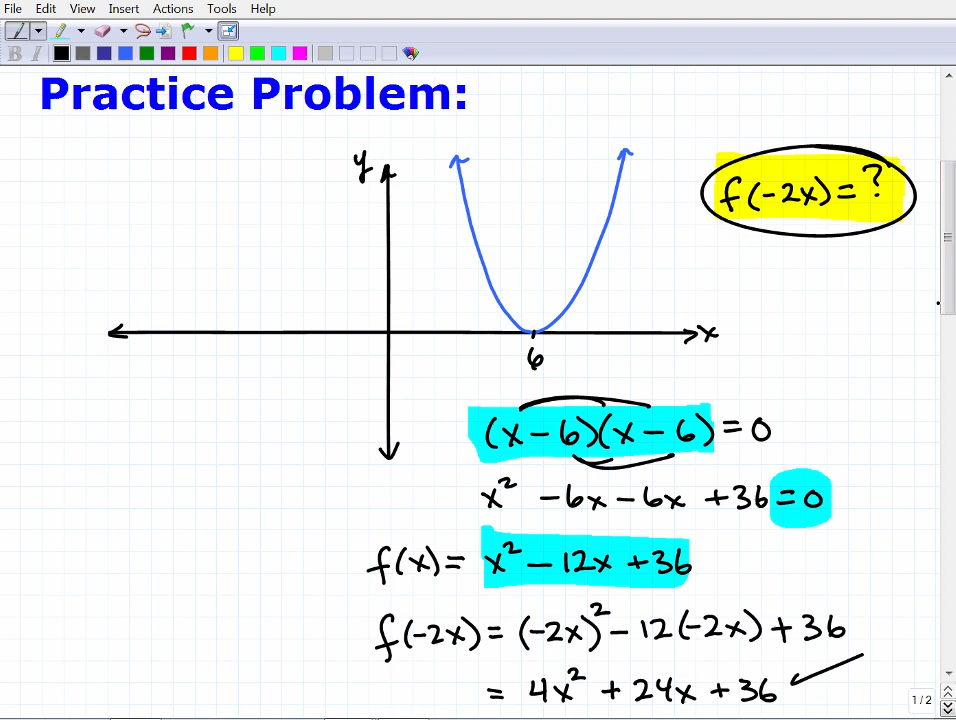 File Edit View Insert Actions Tools Help
B I
Practice Problem:
y
f(-2x) = ?
x
6
(x - 6)(x - 6) = 0
x² - 6x - 6x + 36 = 0
f(x) = x² - 12x + 36
f(-2x) = (-2x)² - 12(-2x) + 36
= 4x² + 24x + 36
1 / 2